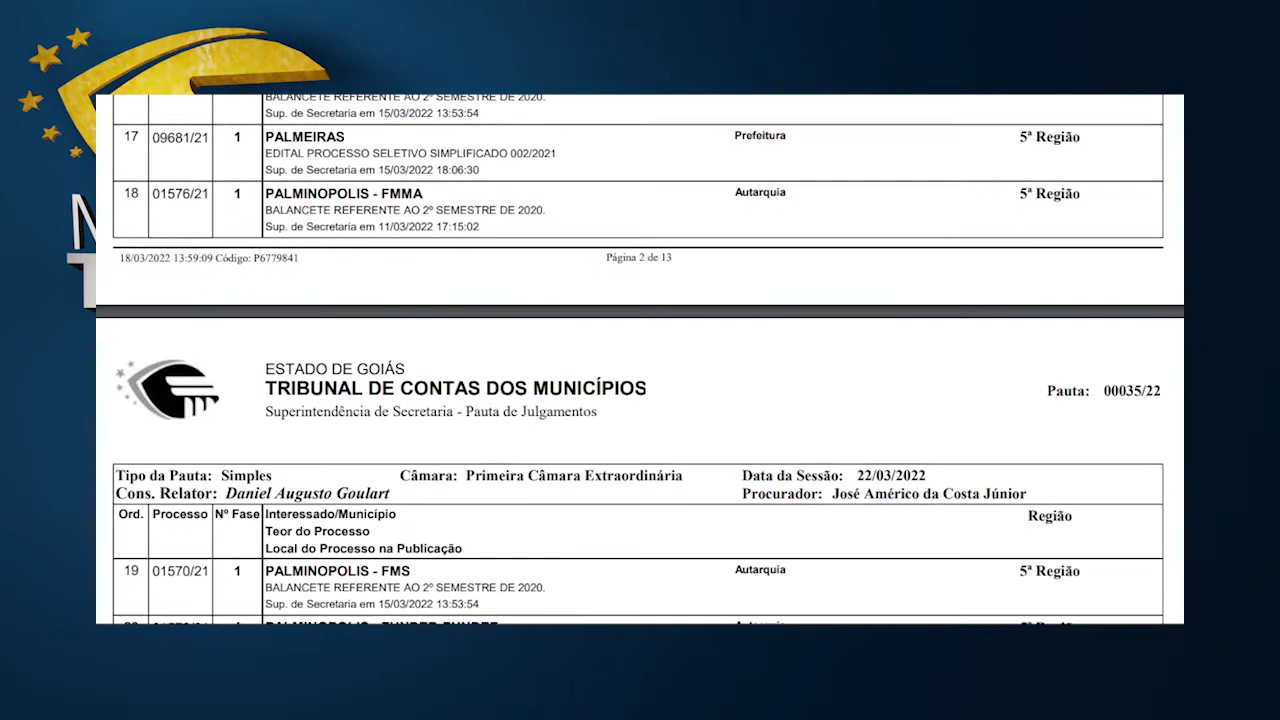 BALANCETE REFERENTE AO 2º SEMESTRE DE 2020.
Sup. de Secretaria em 15/03/2022 13:53:54
17 09681/21 1 PALMEIRAS Prefeitura 5ª Região
EDITAL PROCESSO SELETIVO SIMPLIFICADO 002/2021
Sup. de Secretaria em 15/03/2022 18:06:30
18 01576/21 1 PALMINOPOLIS - FMMA Autarquia 5ª Região
BALANCETE REFERENTE AO 2º SEMESTRE DE 2020.
Sup. de Secretaria em 11/03/2022 17:15:02
18/03/2022 13:59:09 Código: P6779841 Página 2 de 13
ESTADO DE GOIÁS
TRIBUNAL DE CONTAS DOS MUNICÍPIOS
Pauta: 00035/22
Superintendência de Secretaria - Pauta de Julgamentos
Tipo da Pauta: Simples Câmara: Primeira Câmara Extraordinária Data da Sessão: 22/03/2022
Cons. Relator: Daniel Augusto Goulart Procurador: José Américo da Costa Júnior
Ord. Processo Nº Fase Interessado/Município Região
Teor do Processo
Local do Processo na Publicação
19 01570/21 1 PALMINOPOLIS - FMS Autarquia 5ª Região
BALANCETE REFERENTE AO 2º SEMESTRE DE 2020.
Sup. de Secretaria em 15/03/2022 13:53:54